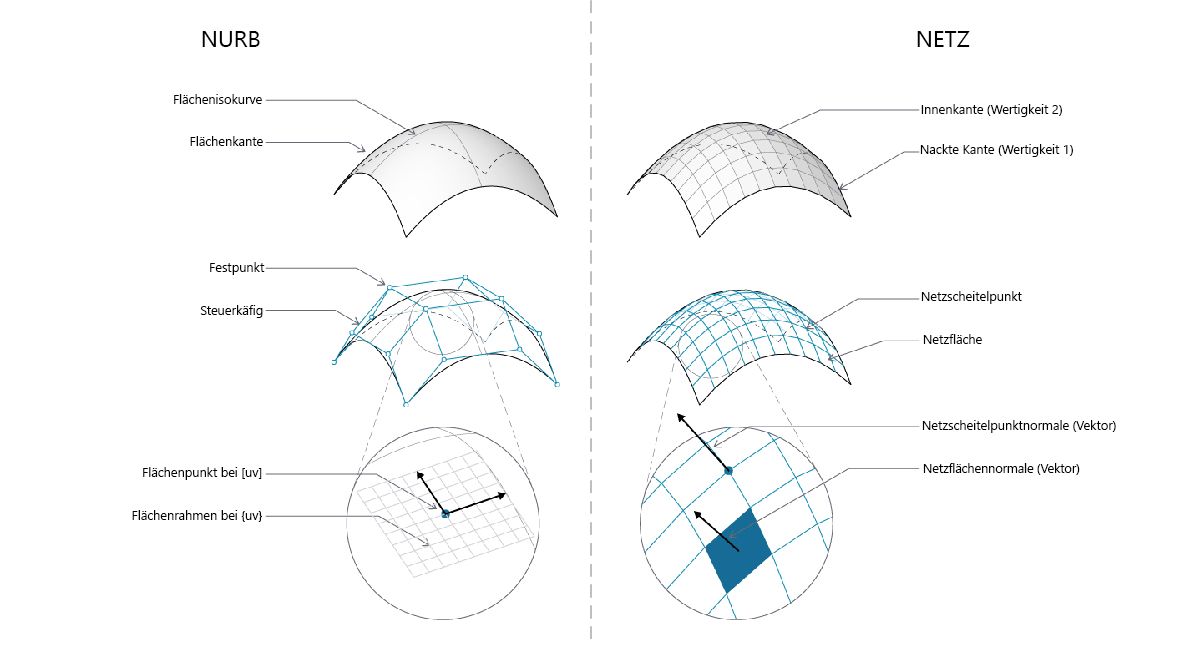 NURB
Flächenisokurve
Flächenkante
Festpunkt
Steuerkäfig
Flächenpunkt bei [uv]
Flächenrahmen bei {uv}
NETZ
Innenkante (Wertigkeit 2)
Nackte Kante (Wertigkeit 1)
Netzscheitelpunkt
Netzfläche
Netzscheitelpunktnormale (Vektor)
Netzflächennormale (Vektor)